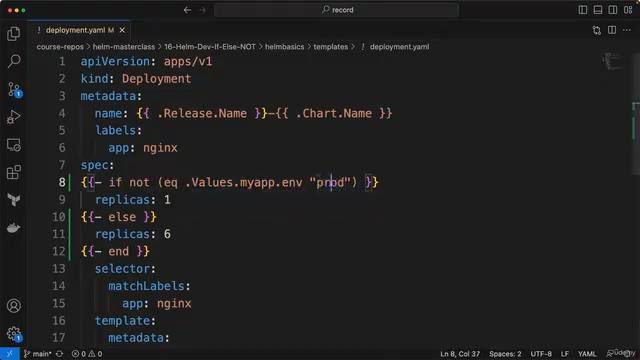 record
deployment.yaml M
course-repos > helm-masterclass > 16-Helm-Dev-If-Else-NOT > helmbasics > templates > deployment.yaml
1 apiVersion: apps/v1
2 kind: Deployment
3 metadata:
4 name: {{ .Release.Name }}-{{ .Chart.Name }}
5 labels:
6 app: nginx
7 spec:
8 {{- if not (eq .Values.myapp.env "prod") }}
9 replicas: 1
10 {{- else }}
11 replicas: 6
12 {{- end }}
13 selector:
14 matchLabels:
15 app: nginx
16 template:
17 metadata:
main* 0 0 Ln 8, Col 37 Spaces: 2 UTF-8 LF YAML